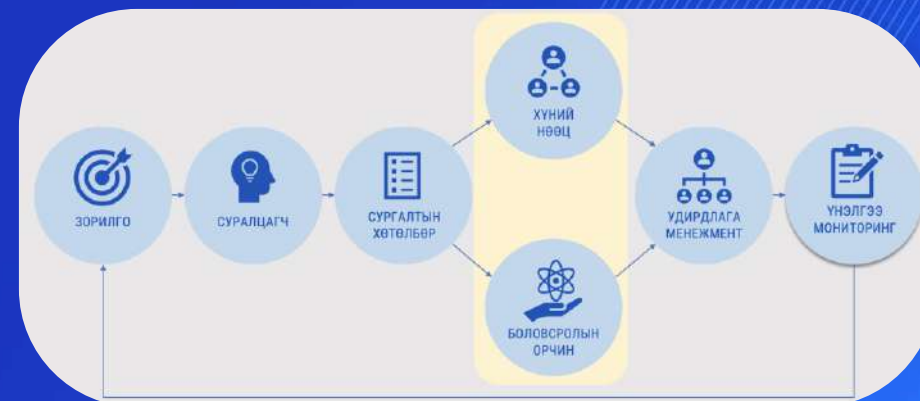 ЗОРИЛГО
СУРАЛЦАГЧ
СУРГАЛТЫН
ХӨТӨЛБӨР
ХҮНИЙ
НӨӨЦ
БОЛОВСРОЛЫН
ОРЧИН
УДИРДЛАГА
МЕНЕЖМЕНТ
ҮНЭЛГЭЭ
МОНИТОРИНГ